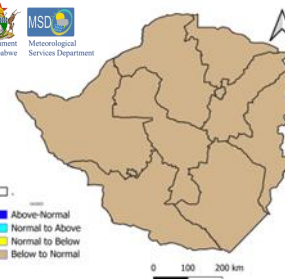 MSD
ment Meteorological
babwe Services Department
Above-Normal
Normal to Above
Normal to Below
Below to Normal
0 100 200 km